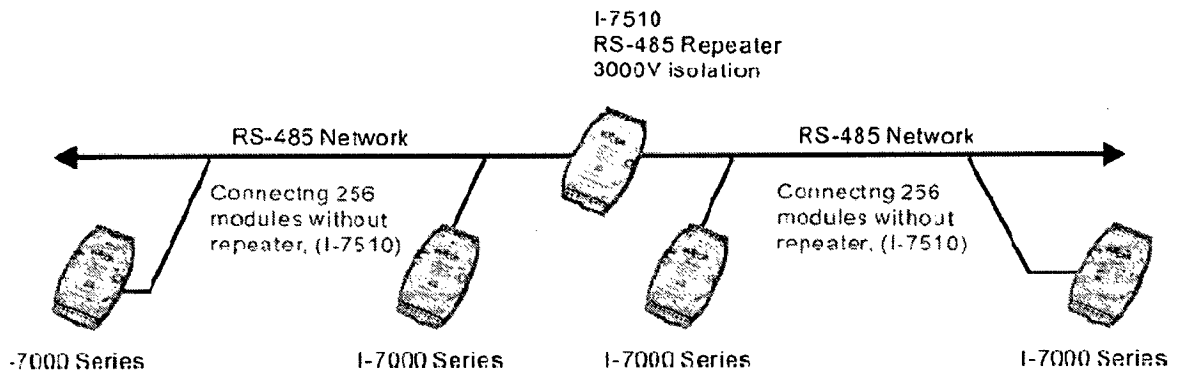 I-7510
RS-485 Repeater
3000V isolation
RS-485 Network
RS-485 Network
Connectng 256
modules without
repeater, (I-7510)
Connectng 256
modules without
repeater, (I-7510)
-7000 Series
I-7000 Series
I-7000 Series
I-7000 Series